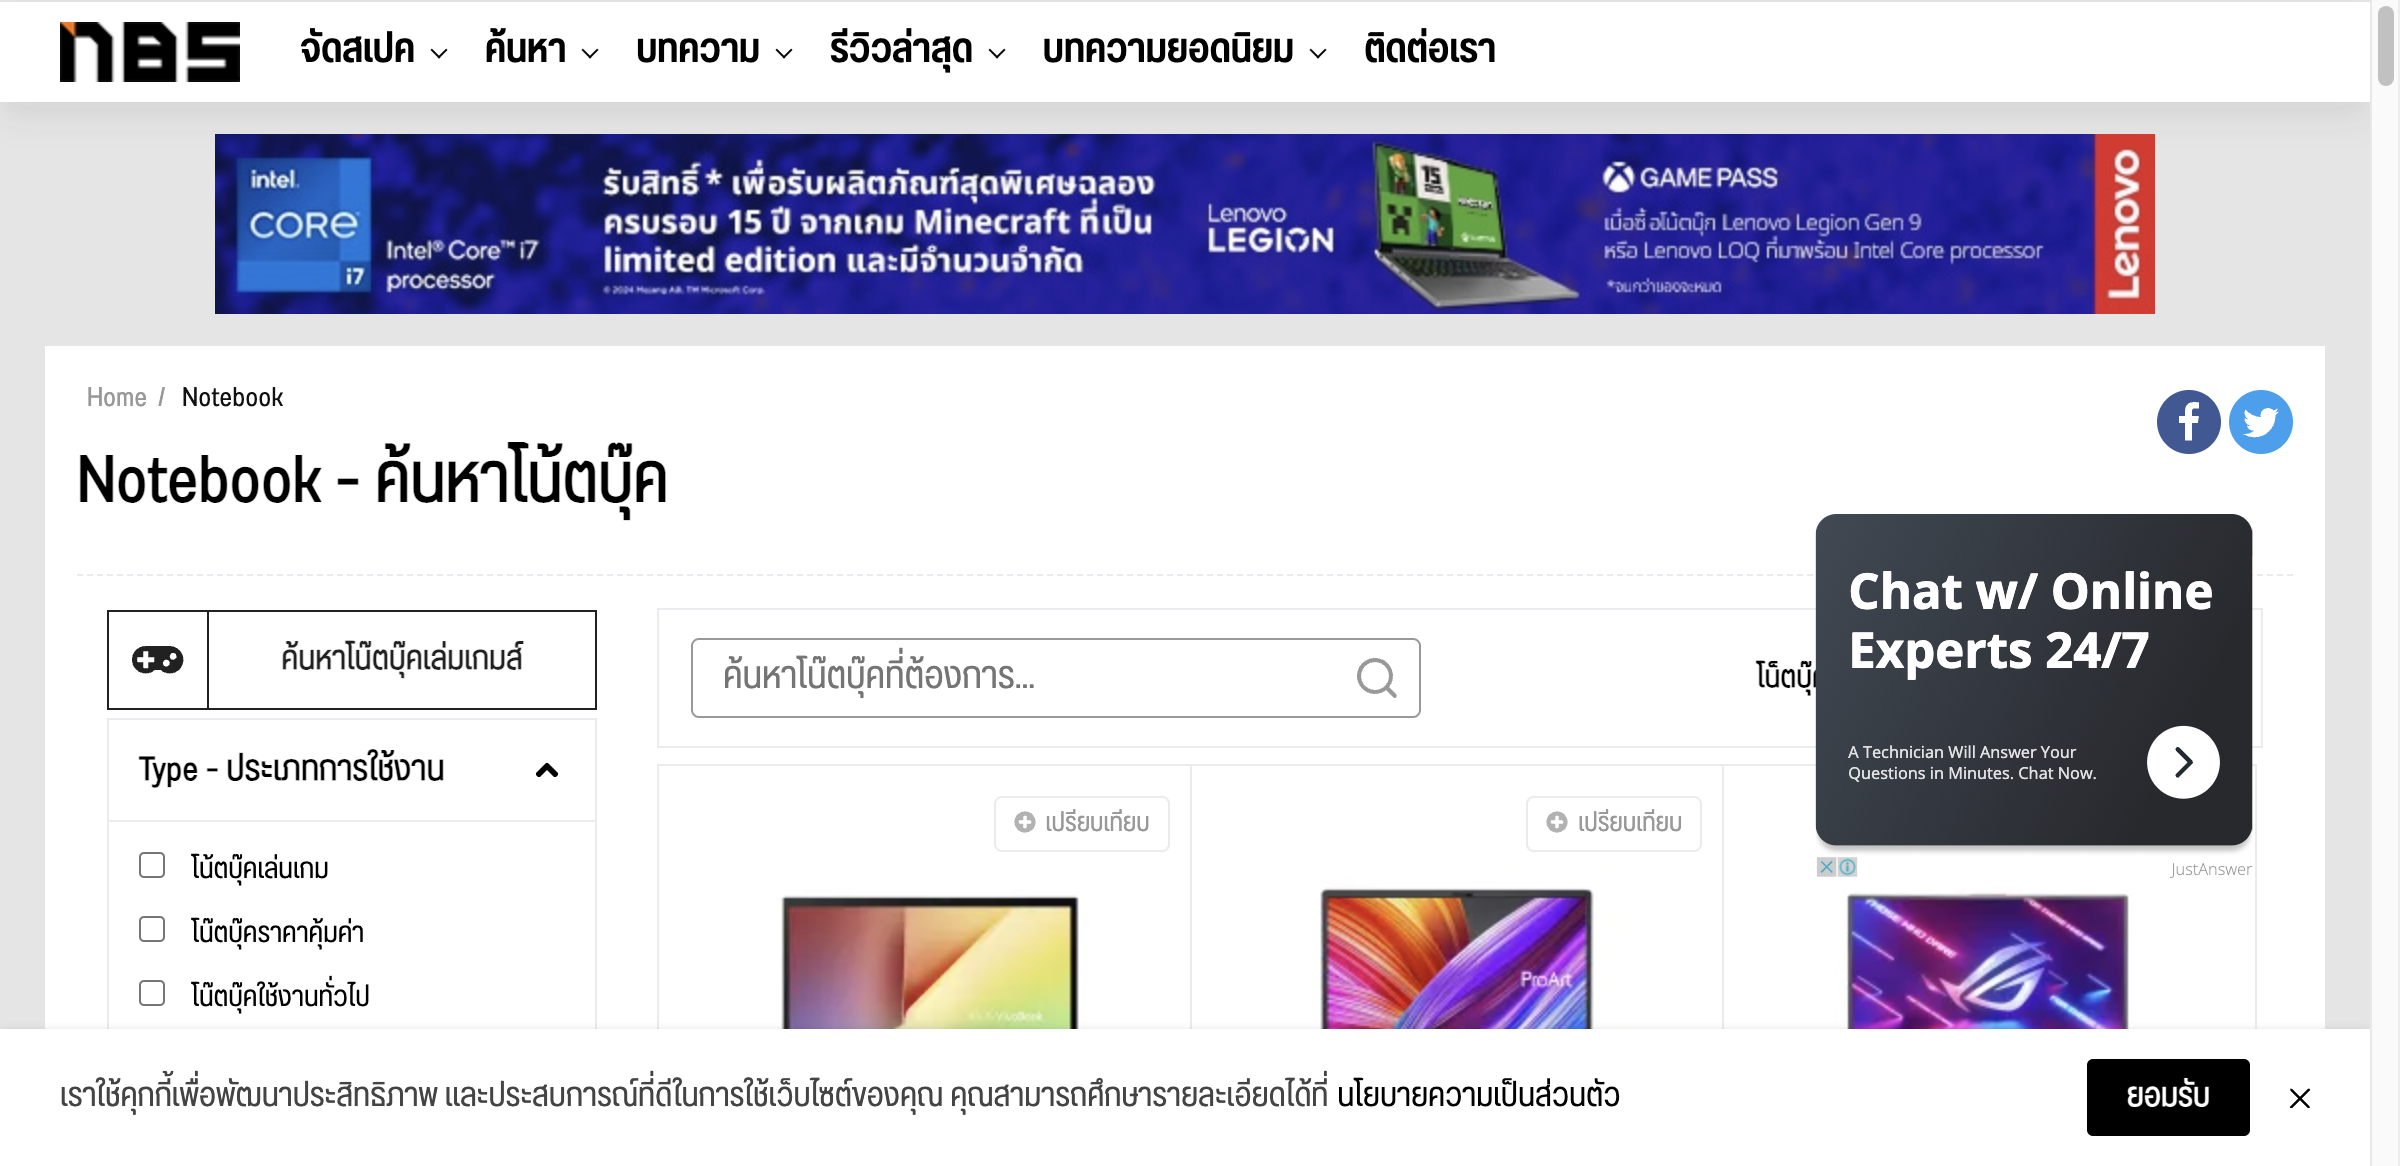 NBS
จัดสเปค
ค้นหา
บทความ
รีวิวล่าสุด
บทความยอดนิยม
ติดต่อเรา
intel.
CORE
i7
Intel® Core™ i7
processor
รับสิทธิ์ * เพื่อรับผลิตภัณฑ์สุดพิเศษฉลอง
ครบรอบ 15 ปี จากเกม Minecraft ที่เป็น
limited edition และมีจำนวนจำกัด
Lenovo
LEGION
15
GAME PASS
เมื่อซื้อโน้ตบุ๊ก Lenovo Legion Gen 9
หรือ Lenovo LOQ ที่มาพร้อม Intel Core processor
*จนกว่าของจะหมด
Lenovo
Home / Notebook
Notebook - ค้นหาโน้ตบุ๊ค
ค้นหาโน๊ตบุ๊คเล่มเกมส์
ค้นหาโน๊ตบุ๊คที่ต้องการ...
Chat w/ Online
Experts 24/7
A Technician Will Answer Your
Questions in Minutes. Chat Now.
JustAnswer
Type - ประเภทการใช้งาน
โน้ตบุ๊คเล่นเกม
โน๊ตบุ๊คราคาคุ้มค่า
โน๊ตบุ๊คใช้งานทั่วไป
เปรียบเทียบ
เปรียบเทียบ
ProArt
เราใช้คุกกี้เพื่อพัฒนาประสิทธิภาพ และประสบการณ์ที่ดีในการใช้เว็บไซต์ของคุณ คุณสามารถศึกษารายละเอียดได้ที่ นโยบายความเป็นส่วนตัว
ยอมรับ